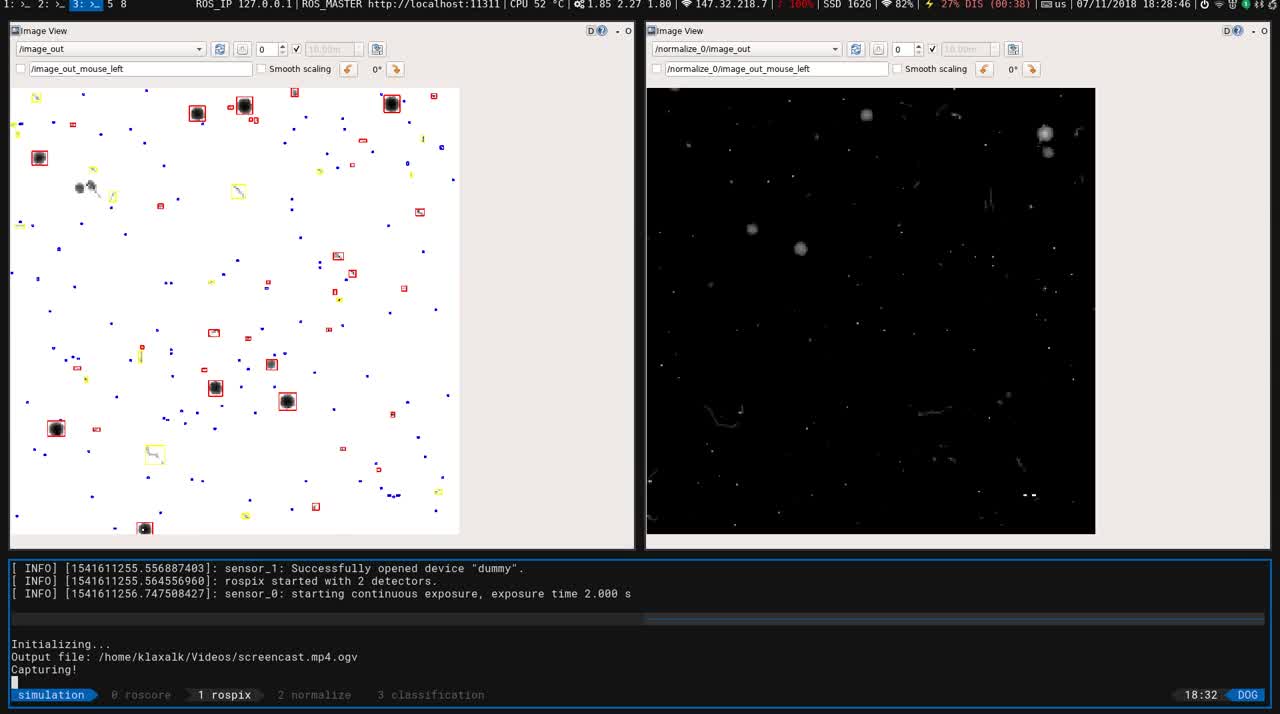 1: >_ 2: >_ 3: >_ 5 8 ROS_IP 127.0.0.1| ROS_MASTER http://localhost:11311| CPU 52 °C| 1.85 2.27 1.80| 147.32.218.7| 100%| SSD 162G| 82%| 27% DIS (00:38)| us| 07/11/2018 18:28:46|
Image View D - O
/image_out 0 10.00m
/image_out_mouse_left Smooth scaling 0°
Image View D - O
/normalize_0/image_out 0 10.00m
/normalize_0/image_out_mouse_left Smooth scaling 0°
[ INFO] [1541611255.556887403]: sensor_1: Successfully opened device "dummy".
[ INFO] [1541611255.564556960]: rospix started with 2 detectors.
[ INFO] [1541611256.747508427]: sensor_0: starting continuous exposure, exposure time 2.000 s
Initializing...
Output file: /home/klaxalk/Videos/screencast.mp4.ogv
Capturing!
simulation 0 roscore 1 rospix 2 normalize 3 classification 18:32 DOG